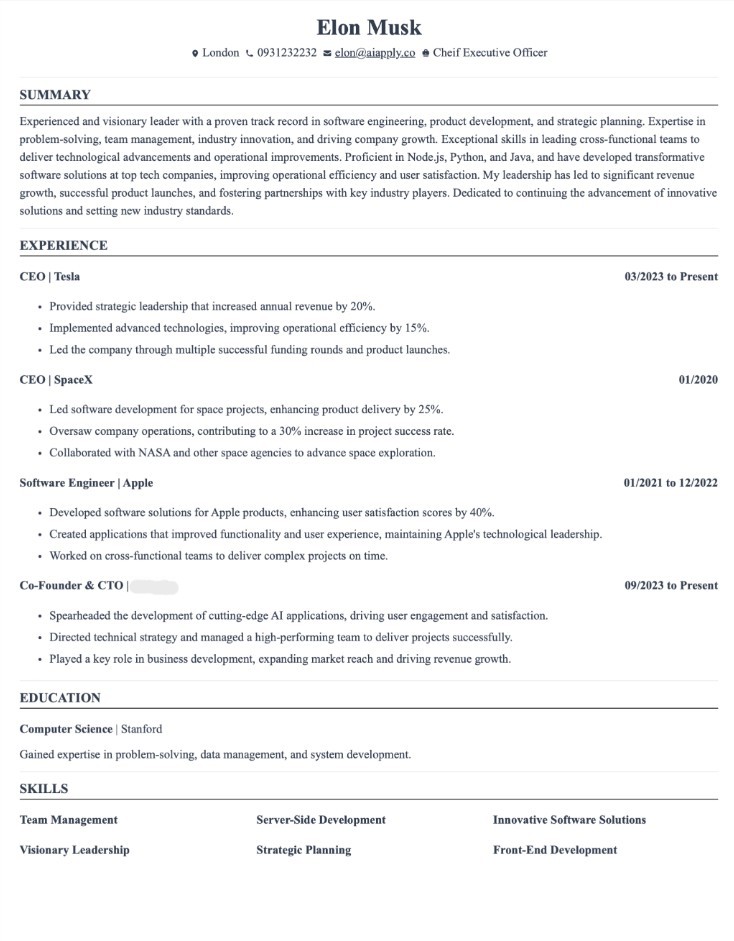 Elon Musk
London 0931232232 elon@aiapply.co Cheif Executive Officer
SUMMARY
Experienced and visionary leader with a proven track record in software engineering, product development, and strategic planning. Expertise in
problem-solving, team management, industry innovation, and driving company growth. Exceptional skills in leading cross-functional teams to
deliver technological advancements and operational improvements. Proficient in Node.js, Python, and Java, and have developed transformative
software solutions at top tech companies, improving operational efficiency and user satisfaction. My leadership has led to significant revenue
growth, successful product launches, and fostering partnerships with key industry players. Dedicated to continuing the advancement of innovative
solutions and setting new industry standards.
EXPERIENCE
CEO | Tesla 03/2023 to Present
• Provided strategic leadership that increased annual revenue by 20%.
• Implemented advanced technologies, improving operational efficiency by 15%.
• Led the company through multiple successful funding rounds and product launches.
CEO | SpaceX 01/2020
• Led software development for space projects, enhancing product delivery by 25%.
• Oversaw company operations, contributing to a 30% increase in project success rate.
• Collaborated with NASA and other space agencies to advance space exploration.
Software Engineer | Apple 01/2021 to 12/2022
• Developed software solutions for Apple products, enhancing user satisfaction scores by 40%.
• Created applications that improved functionality and user experience, maintaining Apple's technological leadership.
• Worked on cross-functional teams to deliver complex projects on time.
Co-Founder & CTO | 09/2023 to Present
• Spearheaded the development of cutting-edge AI applications, driving user engagement and satisfaction.
• Directed technical strategy and managed a high-performing team to deliver projects successfully.
• Played a key role in business development, expanding market reach and driving revenue growth.
EDUCATION
Computer Science | Stanford
Gained expertise in problem-solving, data management, and system development.
SKILLS
Team Management Server-Side Development Innovative Software Solutions
Visionary Leadership Strategic Planning Front-End Development